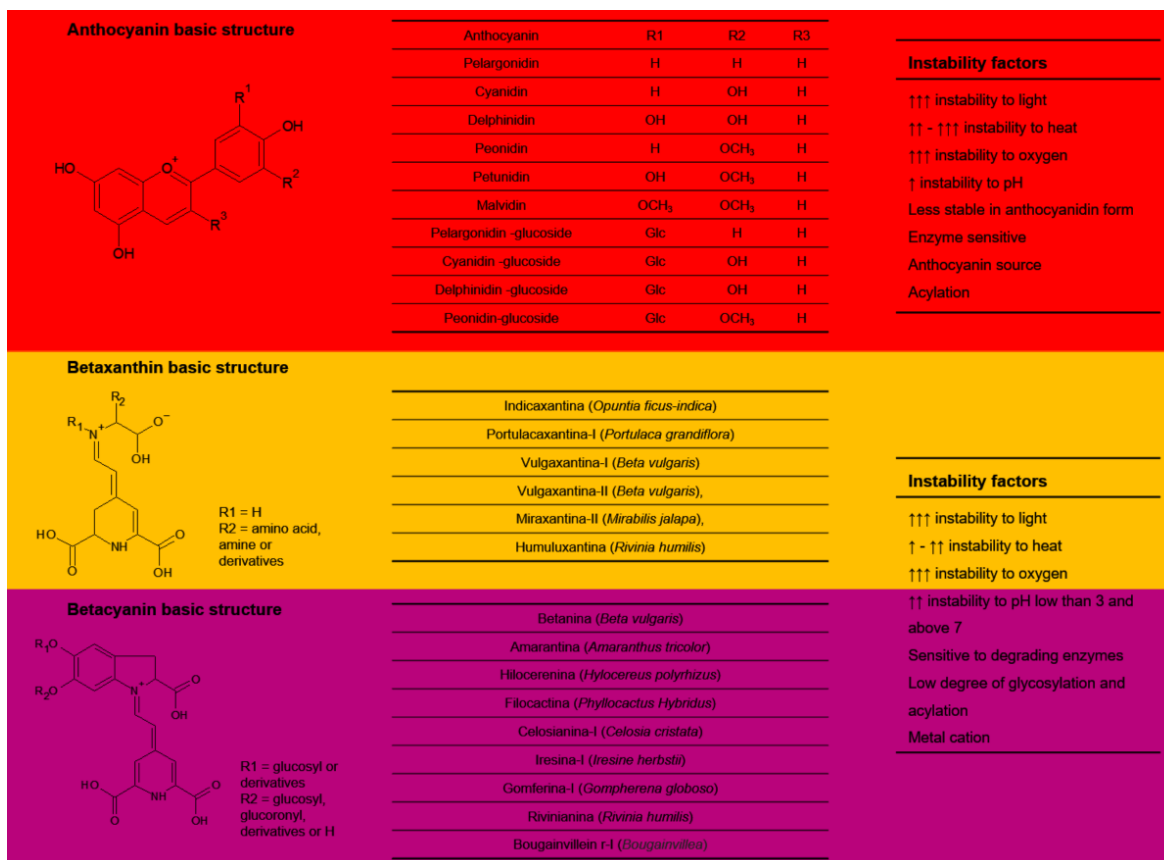 Anthocyanin basic structure
R1
OH
HO
O+
R2
R3
OH
Anthocyanin R1 R2 R3
Pelargonidin H H H
Cyanidin H OH H
Delphinidin OH OH H
Peonidin H OCH3 H
Petunidin OH OCH3 H
Malvidin OCH3 OCH3 H
Pelargonidin -glucoside Glc H H
Cyanidin -glucoside Glc OH H
Delphinidin -glucoside Glc OH H
Peonidin-glucoside Glc OCH3 H
Instability factors
↑↑↑ instability to light
↑↑ - ↑↑↑ instability to heat
↑↑↑ instability to oxygen
↑ instability to pH
Less stable in anthocyanidin form
Enzyme sensitive
Anthocyanin source
Acylation
Betaxanthin basic structure
R2
R1 N+ O−
OH
HO O
NH
O OH
R1 = H
R2 = amino acid,
amine or
derivatives
Indicaxantina (Opuntia ficus-indica)
Portulacaxantina-I (Portulaca grandiflora)
Vulgaxantina-I (Beta vulgaris)
Vulgaxantina-II (Beta vulgaris),
Miraxantina-II (Mirabilis jalapa),
Humuluxantina (Rivinia humilis)
Betacyanin basic structure
R1O
R2O
N+ O
OH
HO O
NH
O OH
R1 = glucosyl or
derivatives
R2 = glucosyl,
glucoronyl,
derivatives or H
Betanina (Beta vulgaris)
Amarantina (Amaranthus tricolor)
Hilocerenina (Hylocereus polyrhizus)
Filocactina (Phyllocactus Hybridus)
Celosianina-I (Celosia cristata)
Iresina-I (Iresine herbstii)
Gomferina-I (Gompherena globoso)
Rivinianina (Rivinia humilis)
Bougainvillein r-I (Bougainvillea)
Instability factors
↑↑↑ instability to light
↑ - ↑↑ instability to heat
↑↑↑ instability to oxygen
↑↑ instability to pH low than 3 and
above 7
Sensitive to degrading enzymes
Low degree of glycosylation and
acylation
Metal cation